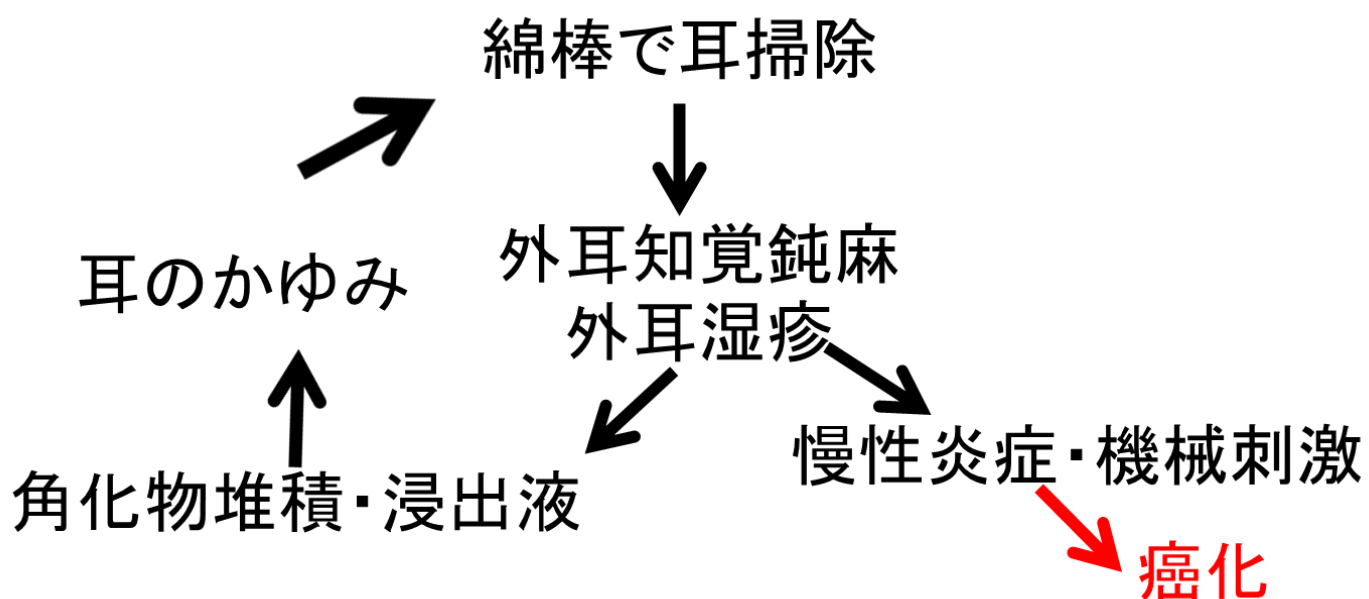 綿棒で耳掃除
外耳知覚鈍麻
外耳湿疹
耳のかゆみ
角化物堆積・浸出液
慢性炎症・機械刺激
癌化